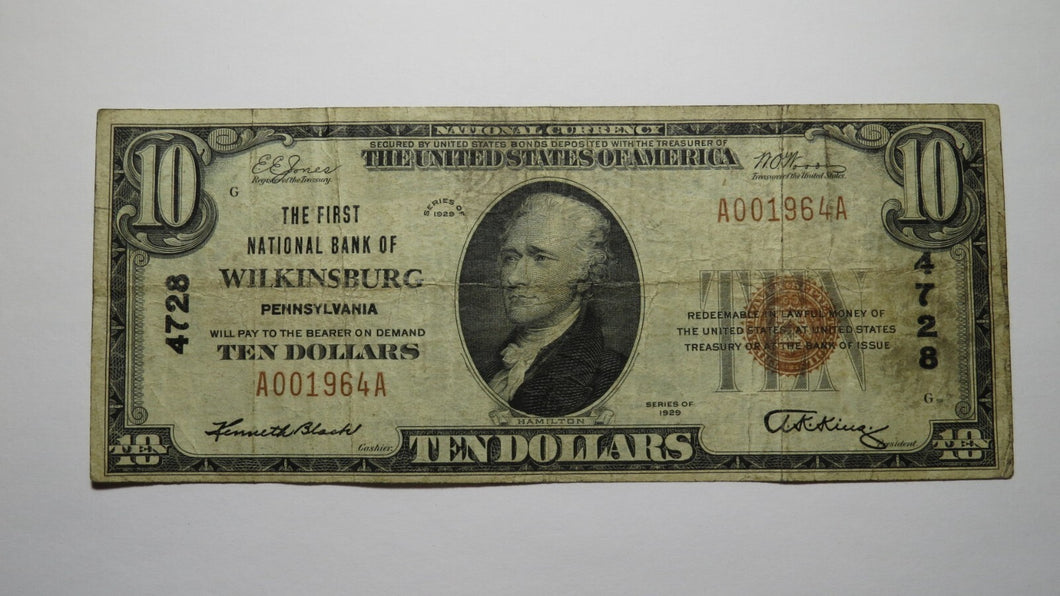 NATIONAL CURRENCY
SECURED BY UNITED STATES BONDS DEPOSITED WITH THE TREASURER OF
THE UNITED STATES OF AMERICA
10
10
E.E. Jones
Register of the Treasury.
Treasurer of the United States.
G
THE FIRST
NATIONAL BANK OF
WILKINSBURG
PENNSYLVANIA
WILL PAY TO THE BEARER ON DEMAND
TEN DOLLARS
A001964A
4728
SERIES OF
1929
A001964A
4728
TEN
REDEEMABLE IN LAWFUL MONEY OF
THE UNITED STATES AT UNITED STATES
TREASURY OR AT THE BANK OF ISSUE
G
SERIES OF
1929
HAMILTON
Kenneth Black
Cashier.
President.
TEN
10
TEN DOLLARS
TEN
10